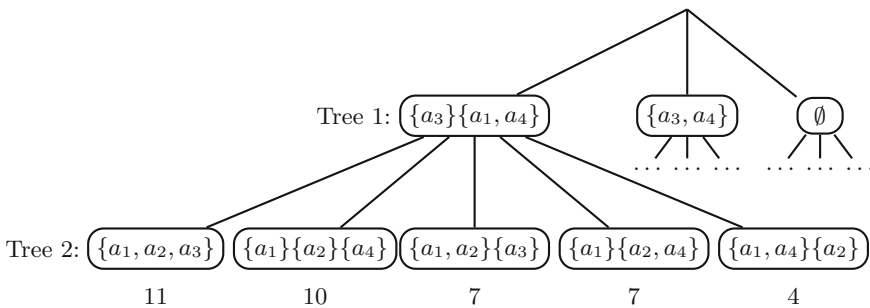 Tree 1: {a₃}{a₁, a₄} {a₃, a₄} ∅
... ... ... ... ... ...
Tree 2: {a₁, a₂, a₃} {a₁}{a₂}{a₄} {a₁, a₂}{a₃} {a₁}{a₂, a₄} {a₁, a₄}{a₂}
11 10 7 7 4